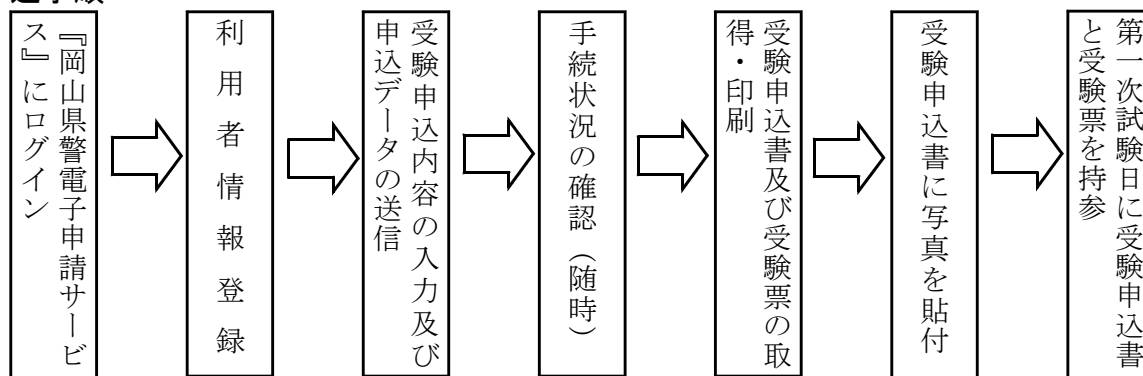 『岡山県警電子申請サービ
ス』にログイン
利用者情報登録
受験申込内容の入力及び
申込データの送信
手続状況の確認（随時）
受験申込書及び受験票の取
得・印刷
受験申込書に写真を貼付
第一次試験日に受験申込書
と受験票を持参